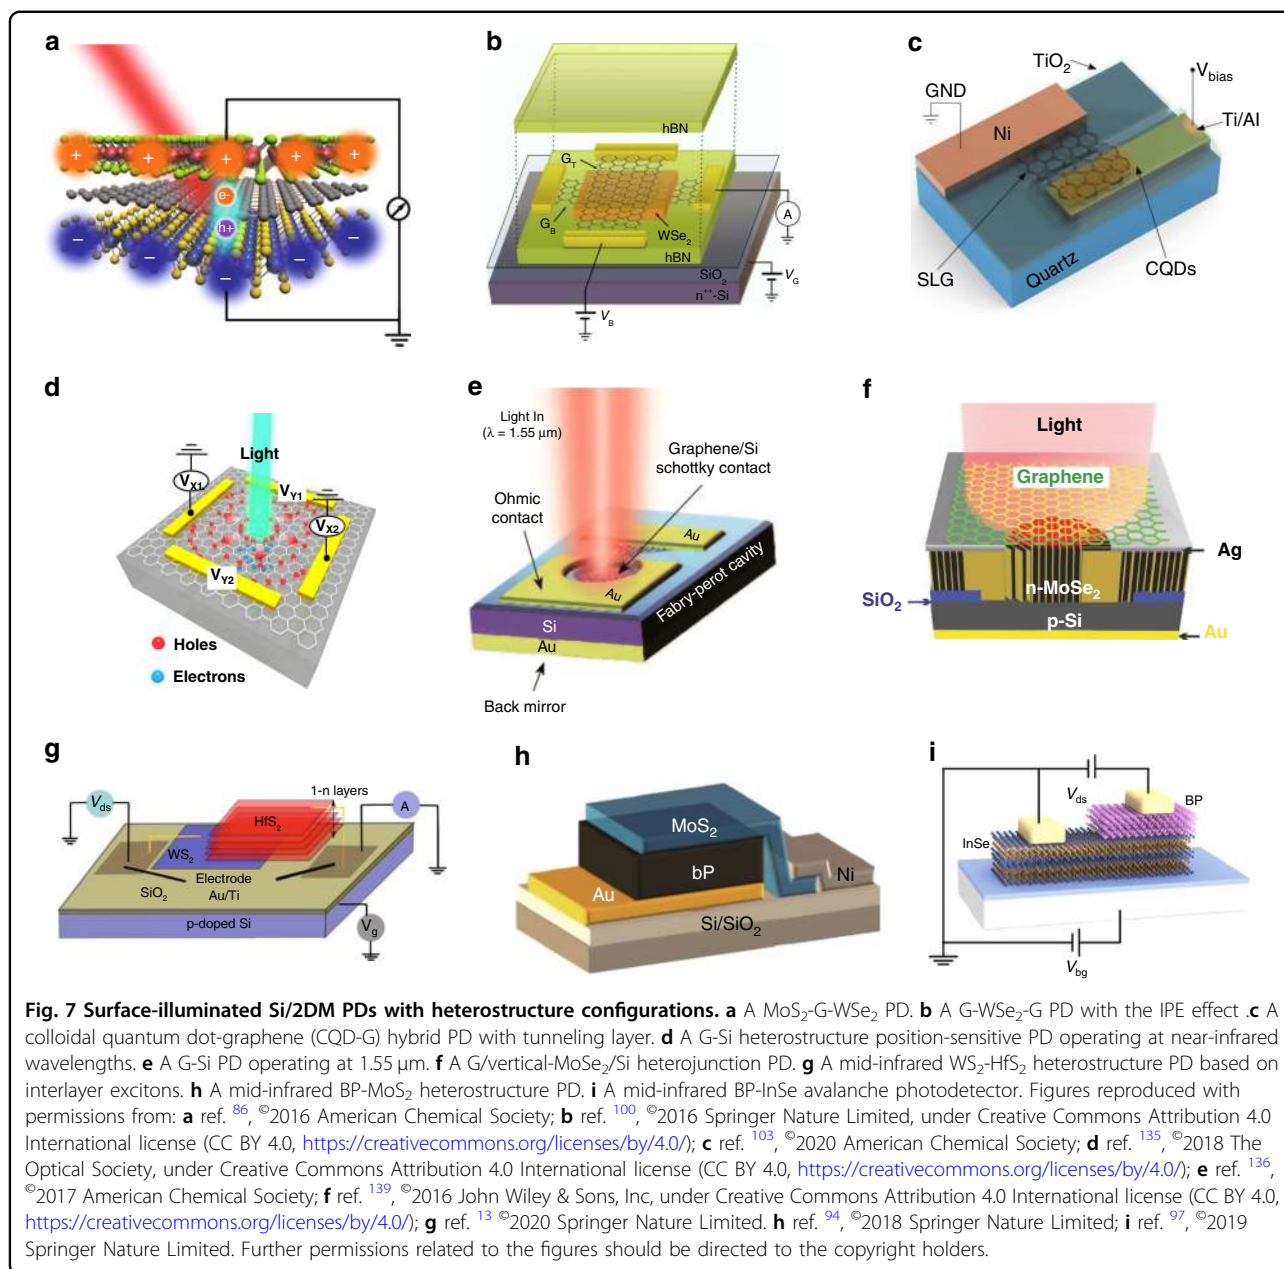 a
+ + + + +
e-
h+
− − − − −
b
hBN
G_T
G_B
WSe₂
hBN
SiO₂
n⁺⁺-Si
A
V_G
V_B
c
TiO₂
V_bias
GND
Ni
Ti/Al
SLG
Quartz
CQDs
d
Light
V_X1
V_Y1
V_X2
V_Y2
Holes
Electrons
e
Light In
(λ = 1.55 μm)
Graphene/Si
schottky contact
Ohmic
contact
Au
Au
Fabry-perot cavity
Si
Au
Back mirror
f
Light
Graphene
Ag
n-MoSe₂
SiO₂
p-Si
Au
g
1-n layers
V_ds
HfS₂
A
WS₂
Electrode
Au/Ti
SiO₂
p-doped Si
V_g
h
MoS₂
bP
Au
Ni
Si/SiO₂
i
V_ds
BP
InSe
V_bg
Fig. 7 Surface-illuminated Si/2DM PDs with heterostructure configurations. a A MoS₂-G-WSe₂ PD. b A G-WSe₂-G PD with the IPE effect .c A
colloidal quantum dot-graphene (CQD-G) hybrid PD with tunneling layer. d A G-Si heterostructure position-sensitive PD operating at near-infrared
wavelengths. e A G-Si PD operating at 1.55 μm. f A G/vertical-MoSe₂/Si heterojunction PD. g A mid-infrared WS₂-HfS₂ heterostructure PD based on
interlayer excitons. h A mid-infrared BP-MoS₂ heterostructure PD. i A mid-infrared BP-InSe avalanche photodetector. Figures reproduced with
permissions from: a ref. ⁸⁶, ©2016 American Chemical Society; b ref. ¹⁰⁰, ©2016 Springer Nature Limited, under Creative Commons Attribution 4.0
International license (CC BY 4.0, https://creativecommons.org/licenses/by/4.0/); c ref. ¹⁰³, ©2020 American Chemical Society; d ref. ¹³⁵, ©2018 The
Optical Society, under Creative Commons Attribution 4.0 International license (CC BY 4.0, https://creativecommons.org/licenses/by/4.0/); e ref. ¹³⁶,
©2017 American Chemical Society; f ref. ¹³⁹, ©2016 John Wiley & Sons, Inc, under Creative Commons Attribution 4.0 International license (CC BY 4.0,
https://creativecommons.org/licenses/by/4.0/); g ref. ¹³ ©2020 Springer Nature Limited. h ref. ⁹⁴, ©2018 Springer Nature Limited; i ref. ⁹⁷, ©2019
Springer Nature Limited. Further permissions related to the figures should be directed to the copyright holders.